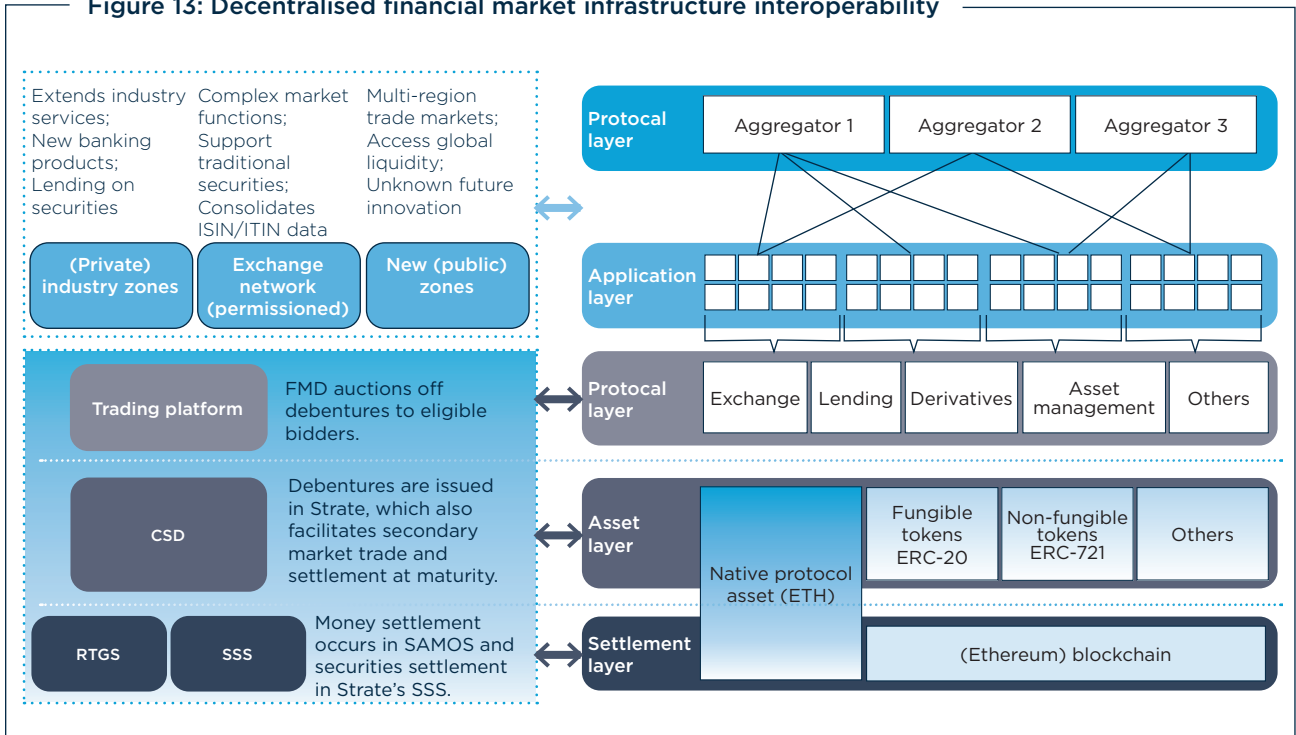 Figure 13: Decentralised financial market infrastructure interoperability
Extends industry
services;
New banking
products;
Lending on
securities
Complex market
functions;
Support
traditional
securities;
Consolidates
ISIN/ITIN data
Multi-region
trade markets;
Access global
liquidity;
Unknown future
innovation
(Private)
industry zones
Exchange
network
(permissioned)
New (public)
zones
Protocal
layer
Aggregator 1
Aggregator 2
Aggregator 3
Application
layer
Trading platform
FMD auctions off
debentures to eligible
bidders.
Protocal
layer
Exchange
Lending
Derivatives
Asset
management
Others
CSD
Debentures are issued
in Strate, which also
facilitates secondary
market trade and
settlement at maturity.
Asset
layer
Native protocol
asset (ETH)
Fungible
tokens
ERC-20
Non-fungible
tokens
ERC-721
Others
RTGS
SSS
Money settlement
occurs in SAMOS and
securities settlement
in Strate's SSS.
Settlement
layer
(Ethereum) blockchain